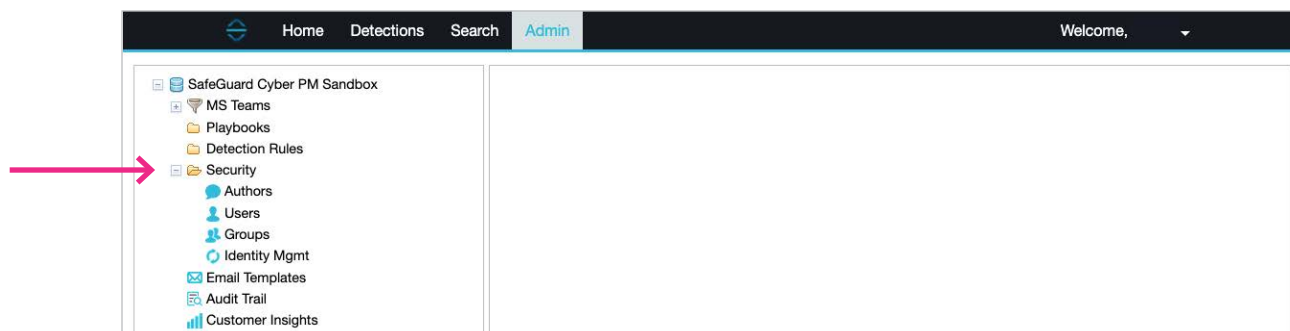 Home Detections Search Admin Welcome,
SafeGuard Cyber PM Sandbox
MS Teams
Playbooks
Detection Rules
Security
Authors
Users
Groups
Identity Mgmt
Email Templates
Audit Trail
Customer Insights